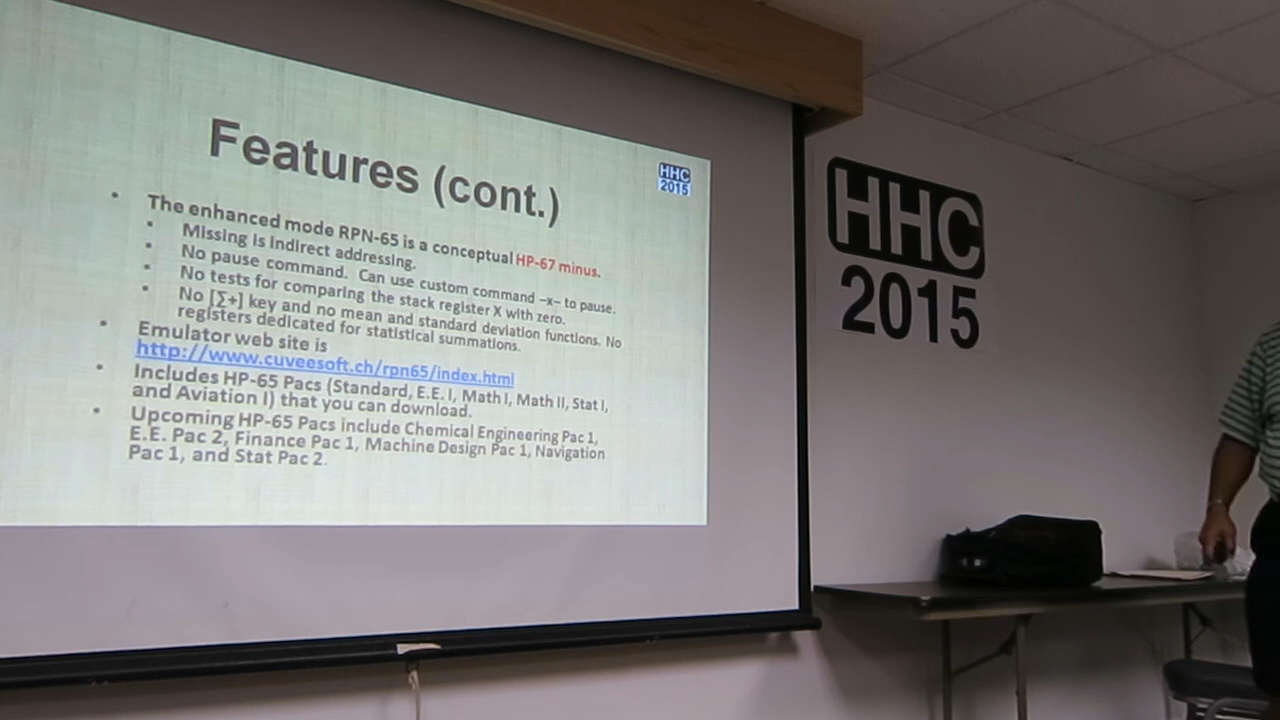 Features (cont.)
HHC
2015
The enhanced mode RPN-65 is a conceptual HP-67 minus.
Missing is indirect addressing.
No pause command. Can use custom command –x– to pause.
No tests for comparing the stack register X with zero.
No [Σ+] key and no mean and standard deviation functions. No
registers dedicated for statistical summations.
Emulator web site is
http://www.cuveesoft.ch/rpn65/index.html
Includes HP-65 Pacs (Standard, E.E. I, Math I, Math II, Stat I,
and Aviation I) that you can download.
Upcoming HP-65 Pacs include Chemical Engineering Pac 1,
E.E. Pac 2, Finance Pac 1, Machine Design Pac 1, Navigation
Pac 1, and Stat Pac 2.
HHC
2015